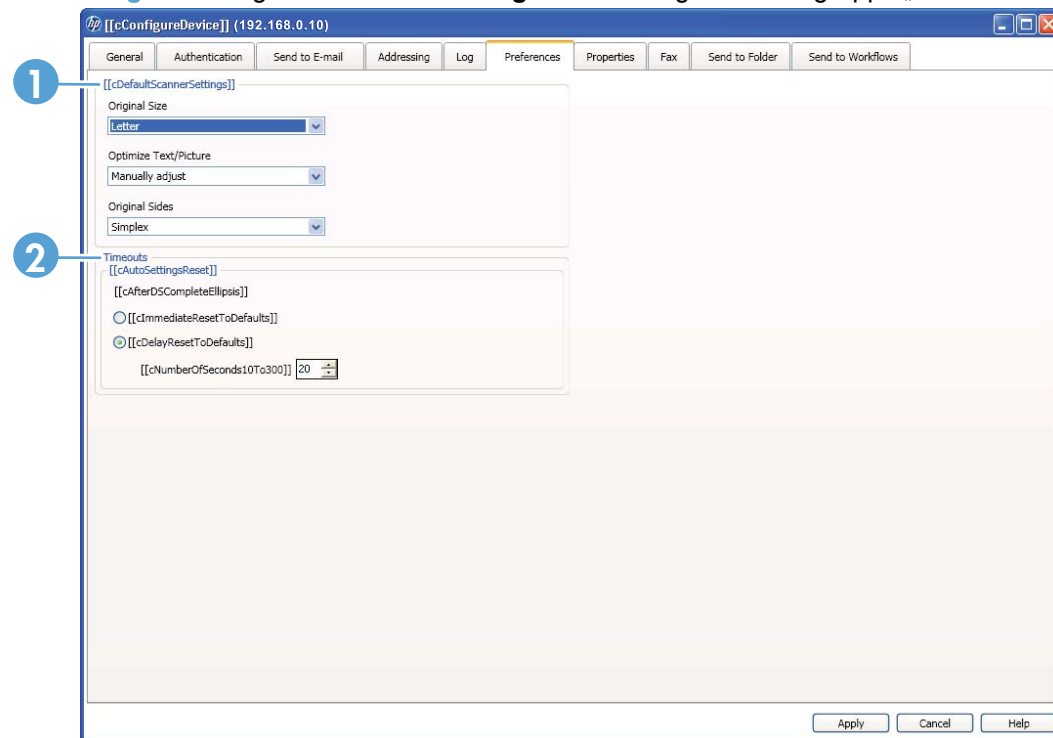 hp [[cConfigureDevice]] (192.168.0.10)
General Authentication Send to E-mail Addressing Log Preferences Properties Fax Send to Folder Send to Workflows
1
[[cDefaultScannerSettings]]
Original Size
Letter
Optimize Text/Picture
Manually adjust
Original Sides
Simplex
2
Timeouts
[[cAutoSettingsReset]]
[[cAfterDSCompleteEllipsis]]
[[cImmediateResetToDefaults]]
[[cDelayResetToDefaults]]
[[cNumberOfSeconds10To300]] 20
Apply Cancel Help